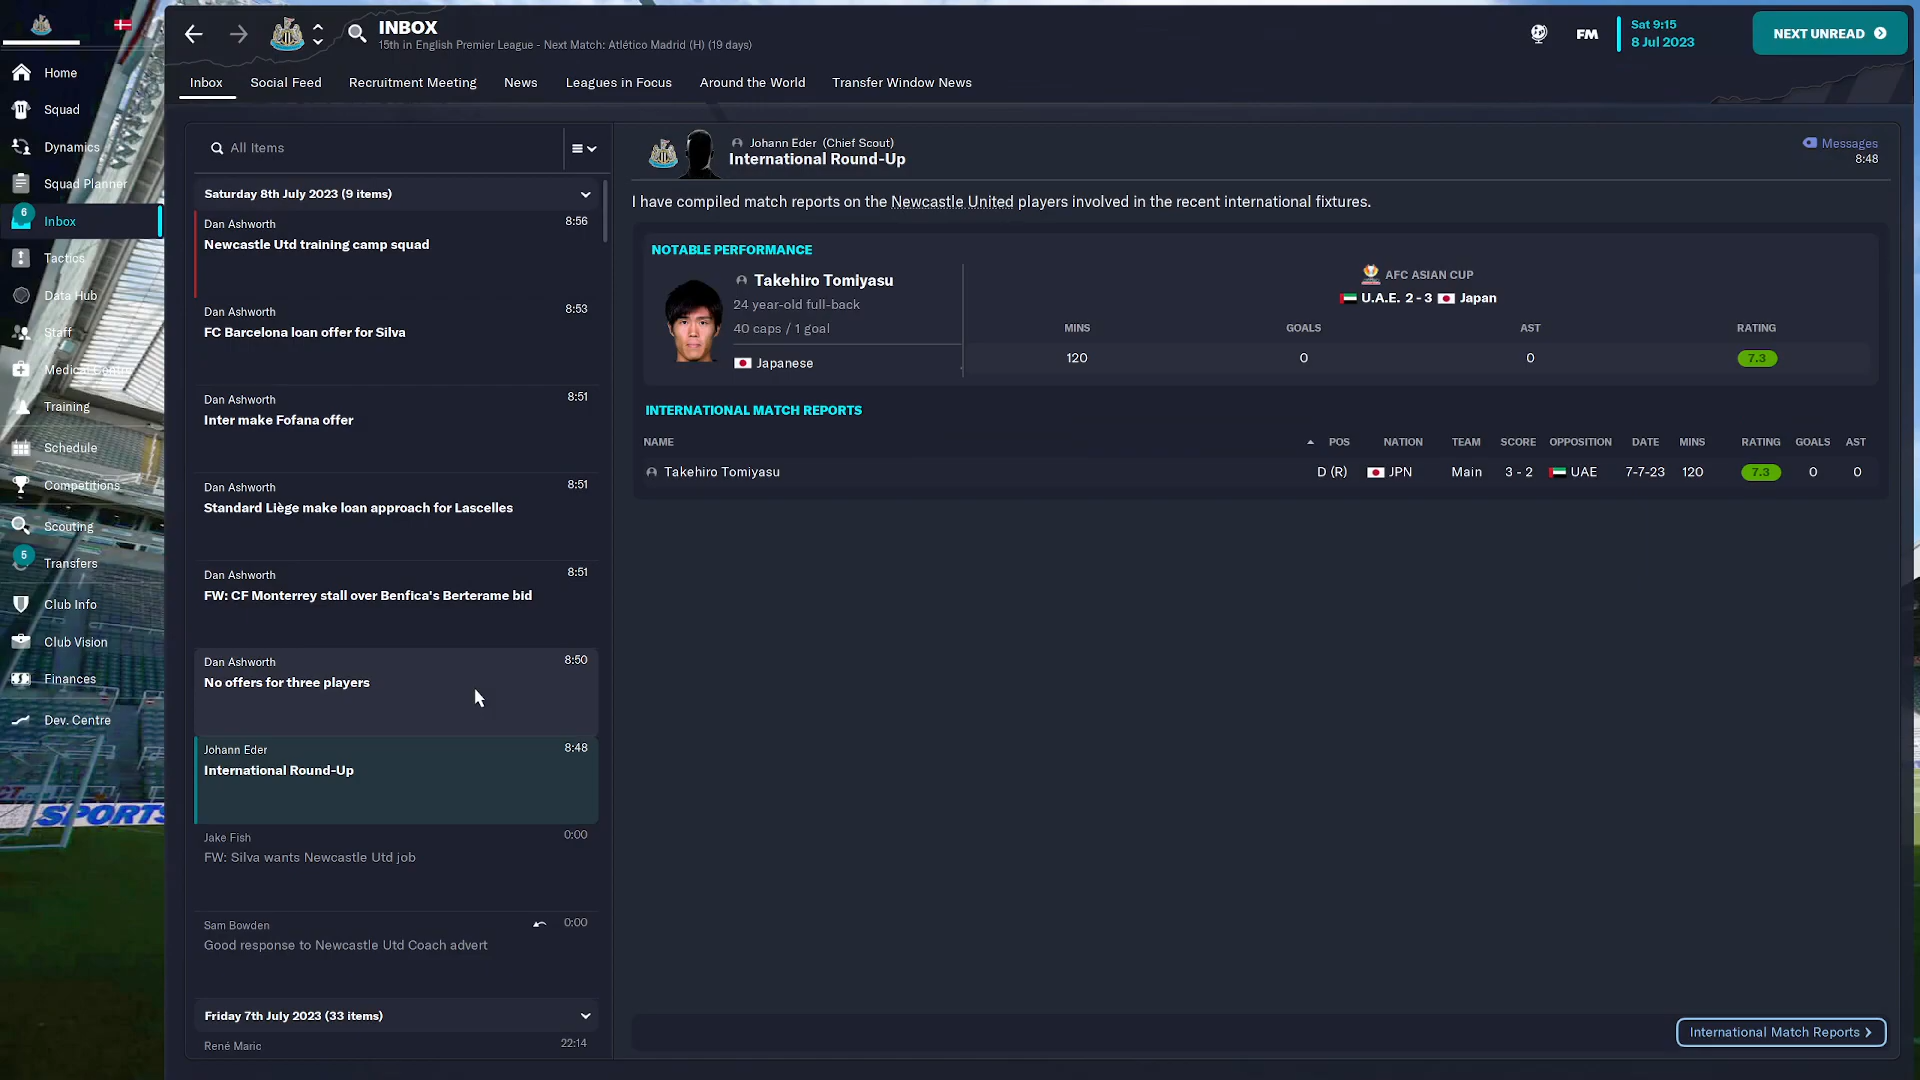 INBOX
15th in English Premier League - Next Match: Atlético Madrid (H) (19 days)
FM
Sat 9:15
8 Jul 2023
NEXT UNREAD
Inbox Social Feed Recruitment Meeting News Leagues in Focus Around the World Transfer Window News
Home
Squad
Dynamics
Squad Planner
6
Inbox
Tactics
Data Hub
Staff
Medical Centre
Training
Schedule
Competitions
Scouting
5
Transfers
Club Info
Club Vision
Finances
Dev. Centre
SPORTS
All Items
Saturday 8th July 2023 (9 items)
Dan Ashworth 8:56
Newcastle Utd training camp squad
Dan Ashworth 8:53
FC Barcelona loan offer for Silva
Dan Ashworth 8:51
Inter make Fofana offer
Dan Ashworth 8:51
Standard Liège make loan approach for Lascelles
Dan Ashworth 8:51
FW: CF Monterrey stall over Benfica's Berterame bid
Dan Ashworth 8:50
No offers for three players
Johann Eder 8:48
International Round-Up
Jake Fish 0:00
FW: Silva wants Newcastle Utd job
Sam Bowden 0:00
Good response to Newcastle Utd Coach advert
Friday 7th July 2023 (33 items)
René Maric 22:14
Johann Eder (Chief Scout)
International Round-Up
Messages
8:48
I have compiled match reports on the Newcastle United players involved in the recent international fixtures.
NOTABLE PERFORMANCE
Takehiro Tomiyasu
24 year-old full-back
40 caps / 1 goal
Japanese
AFC ASIAN CUP
U.A.E. 2 - 3 Japan
MINS GOALS AST RATING
120 0 0 7.3
INTERNATIONAL MATCH REPORTS
NAME POS NATION TEAM SCORE OPPOSITION DATE MINS RATING GOALS AST
Takehiro Tomiyasu D (R) JPN Main 3 - 2 UAE 7-7-23 120 7.3 0 0
International Match Reports